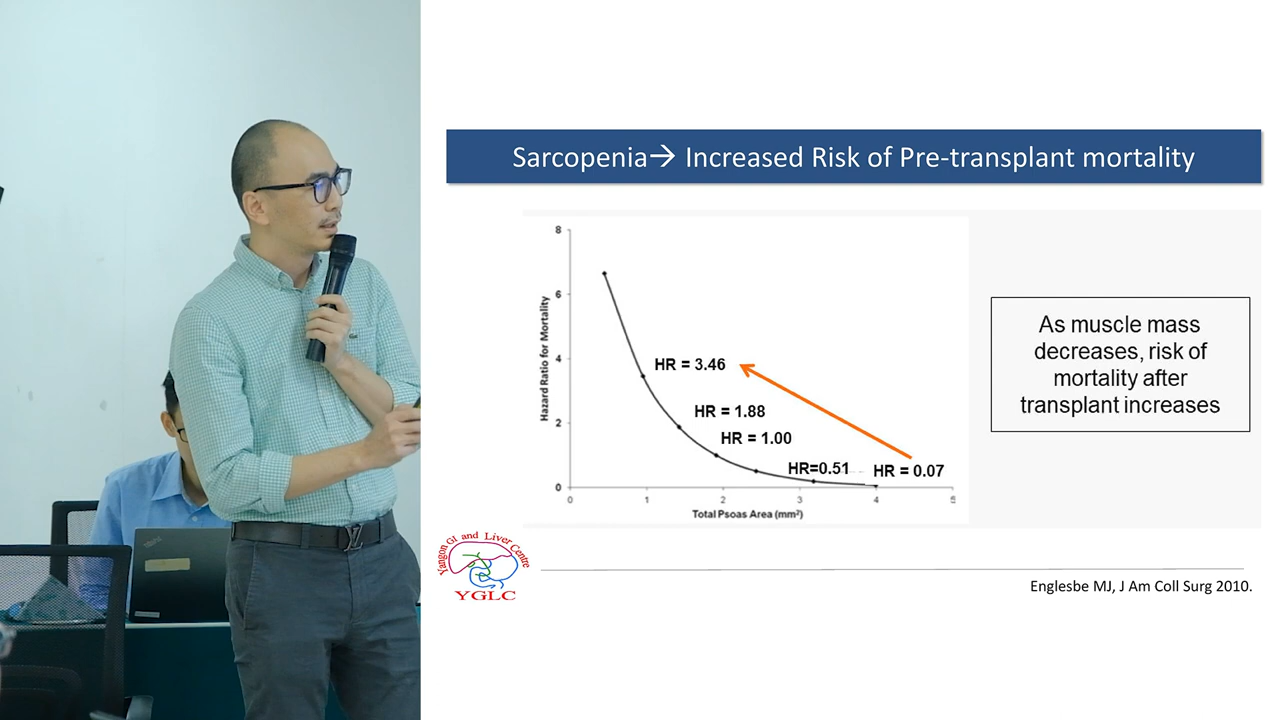 Sarcopenia→ Increased Risk of Pre-transplant mortality
8
6
4
2
0
Hazard Ratio for Mortality
HR = 3.46
HR = 1.88
HR = 1.00
HR=0.51
HR = 0.07
0 1 2 3 4 5
Total Psoas Area (mm²)
As muscle mass
decreases, risk of
mortality after
transplant increases
Yangon GI and Liver Centre
YGLC
Englesbe MJ, J Am Coll Surg 2010.